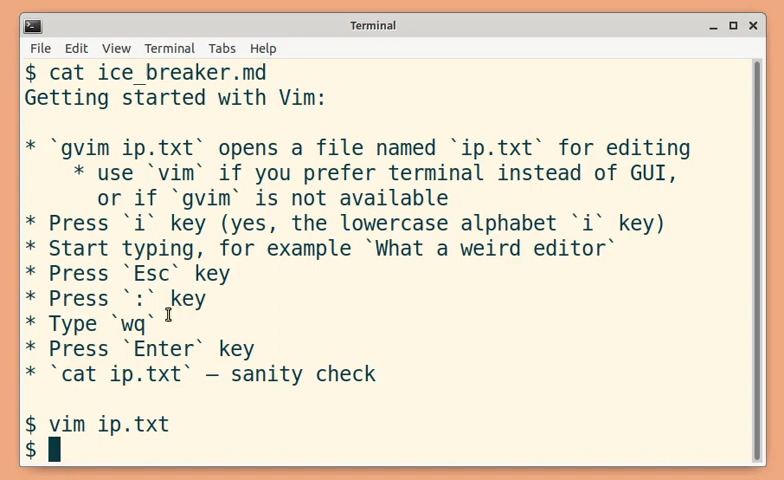 Terminal
File Edit View Terminal Tabs Help
$ cat ice_breaker.md
Getting started with Vim:
* `gvim ip.txt` opens a file named `ip.txt` for editing
* use `vim` if you prefer terminal instead of GUI,
or if `gvim` is not available
* Press `i` key (yes, the lowercase alphabet `i` key)
* Start typing, for example `What a weird editor`
* Press `Esc` key
* Press `:` key
* Type `wq`
* Press `Enter` key
* `cat ip.txt` — sanity check
$ vim ip.txt
$